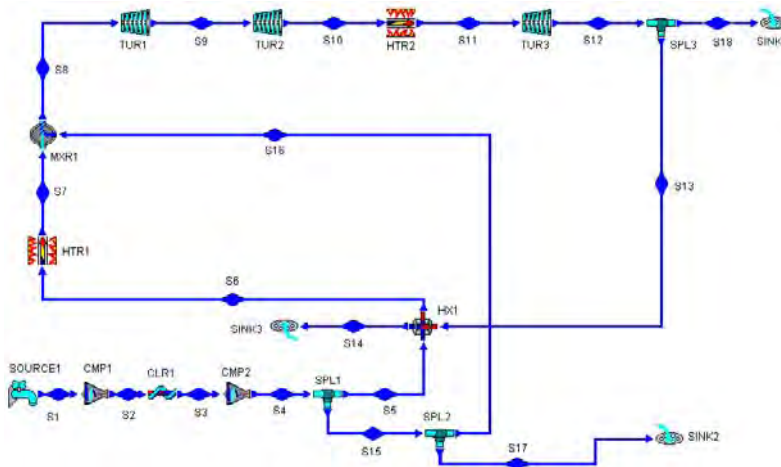 TUR1
S9
TUR2
S10
HTR2
S11
TUR3
S12
SPL3
S18
SINK
S8
MXR1
S16
S7
S13
HTR1
S6
HX1
SINK3
S14
SOURCE1
CMP1
CLR1
CMP2
SPL1
S1
S2
S3
S4
S5
SPL2
S15
S17
SINK2